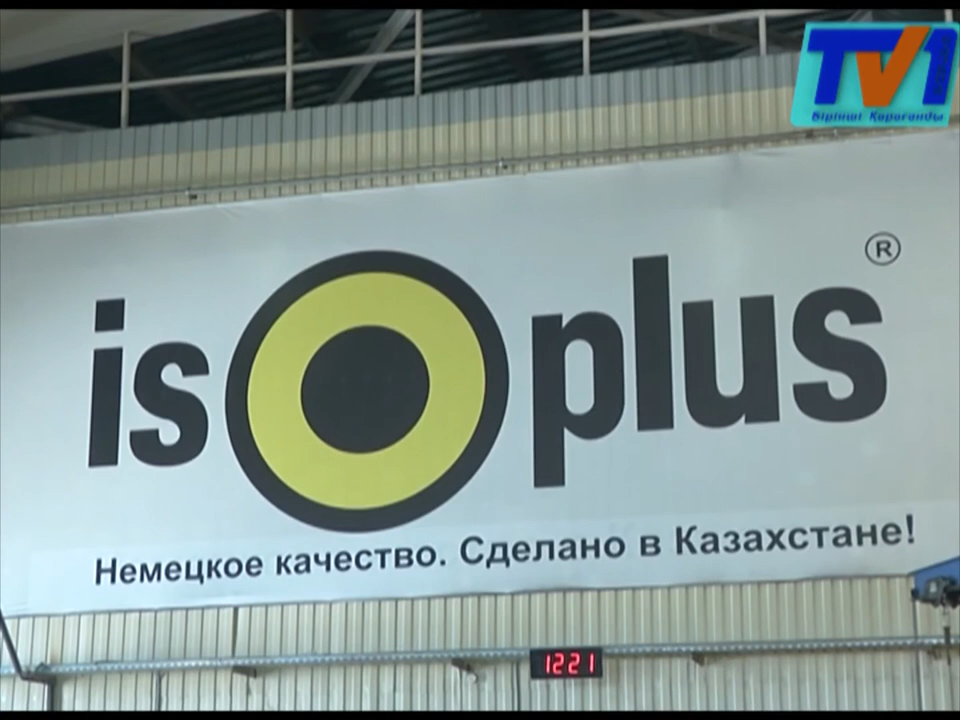 TV1
Бірінші Қарағанды
isoplus ®
Немецкое качество. Сделано в Казахстане!
1221